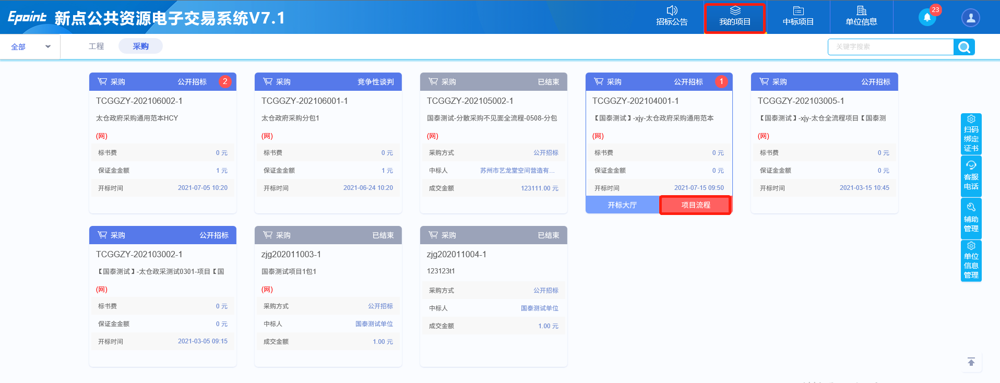 Epoint 新点公共资源电子交易系统V7.1
招标公告
我的项目
中标项目
单位信息
23
全部
工程
采购
关键字搜索
采购 公开招标 2
TCGGZY-202106002-1
太仓政府采购通用范本HCY
(网)
标书费 0 元
保证金金额 1 元
开标时间 2021-07-05 10:20
采购 竞争性谈判
TCGGZY-202106001-1
太仓政府采购分包1
(网)
标书费 0 元
保证金金额 1 元
开标时间 2021-06-24 10:20
采购 已结束
TCGGZY-202105002-1
国泰测试-分散采购不见面全流程-0508-分包
(网)
采购方式 公开招标
中标人 苏州市艺龙堂空间营造有...
成交金额 123111.00 元
采购 公开招标 1
TCGGZY-202104001-1
【国泰测试】-xjy-太仓政府采购通用范本
(网)
标书费 0 元
保证金金额 0 元
开标时间 2021-07-15 09:50
开标大厅 项目流程
采购 公开招标
TCGGZY-202103005-1
【国泰测试】-xjy-太仓全流程项目【国泰测
(网)
标书费 0 元
保证金金额 0 元
开标时间 2021-03-15 10:45
采购 公开招标
TCGGZY-202103002-1
【国泰测试】-太仓政采测试0301-项目【国
(网)
标书费 0 元
保证金金额 0 元
开标时间 2021-03-05 09:15
采购 已结束
zjg202011003-1
国泰测试项目1包1
(网)
采购方式 公开招标
中标人 国泰测试单位
成交金额 1.00 元
采购 已结束
zjg202011004-1
123123t1
采购方式 公开招标
中标人 国泰测试单位
成交金额 1.00 元
扫码
绑定
证书
客服
电话
辅助
管理
单位
信息
管理